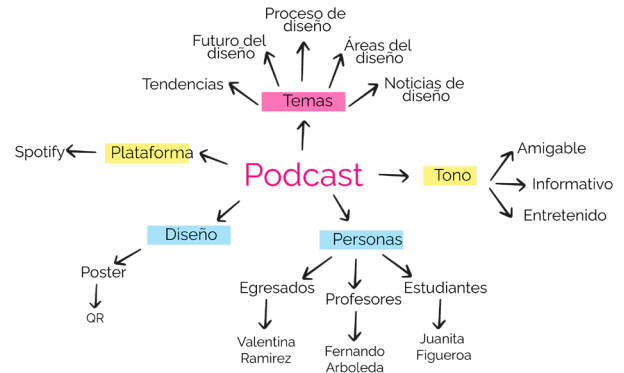 Proceso de
diseño
Futuro del
diseño
Áreas del
diseño
Tendencias
Noticias de
diseño
Temas
Spotify
Plataforma
Podcast
Tono
Amigable
Informativo
Entretenido
Diseño
Personas
Poster
QR
Egresados
Profesores
Estudiantes
Valentina
Ramirez
Fernando
Arboleda
Juanita
Figueroa